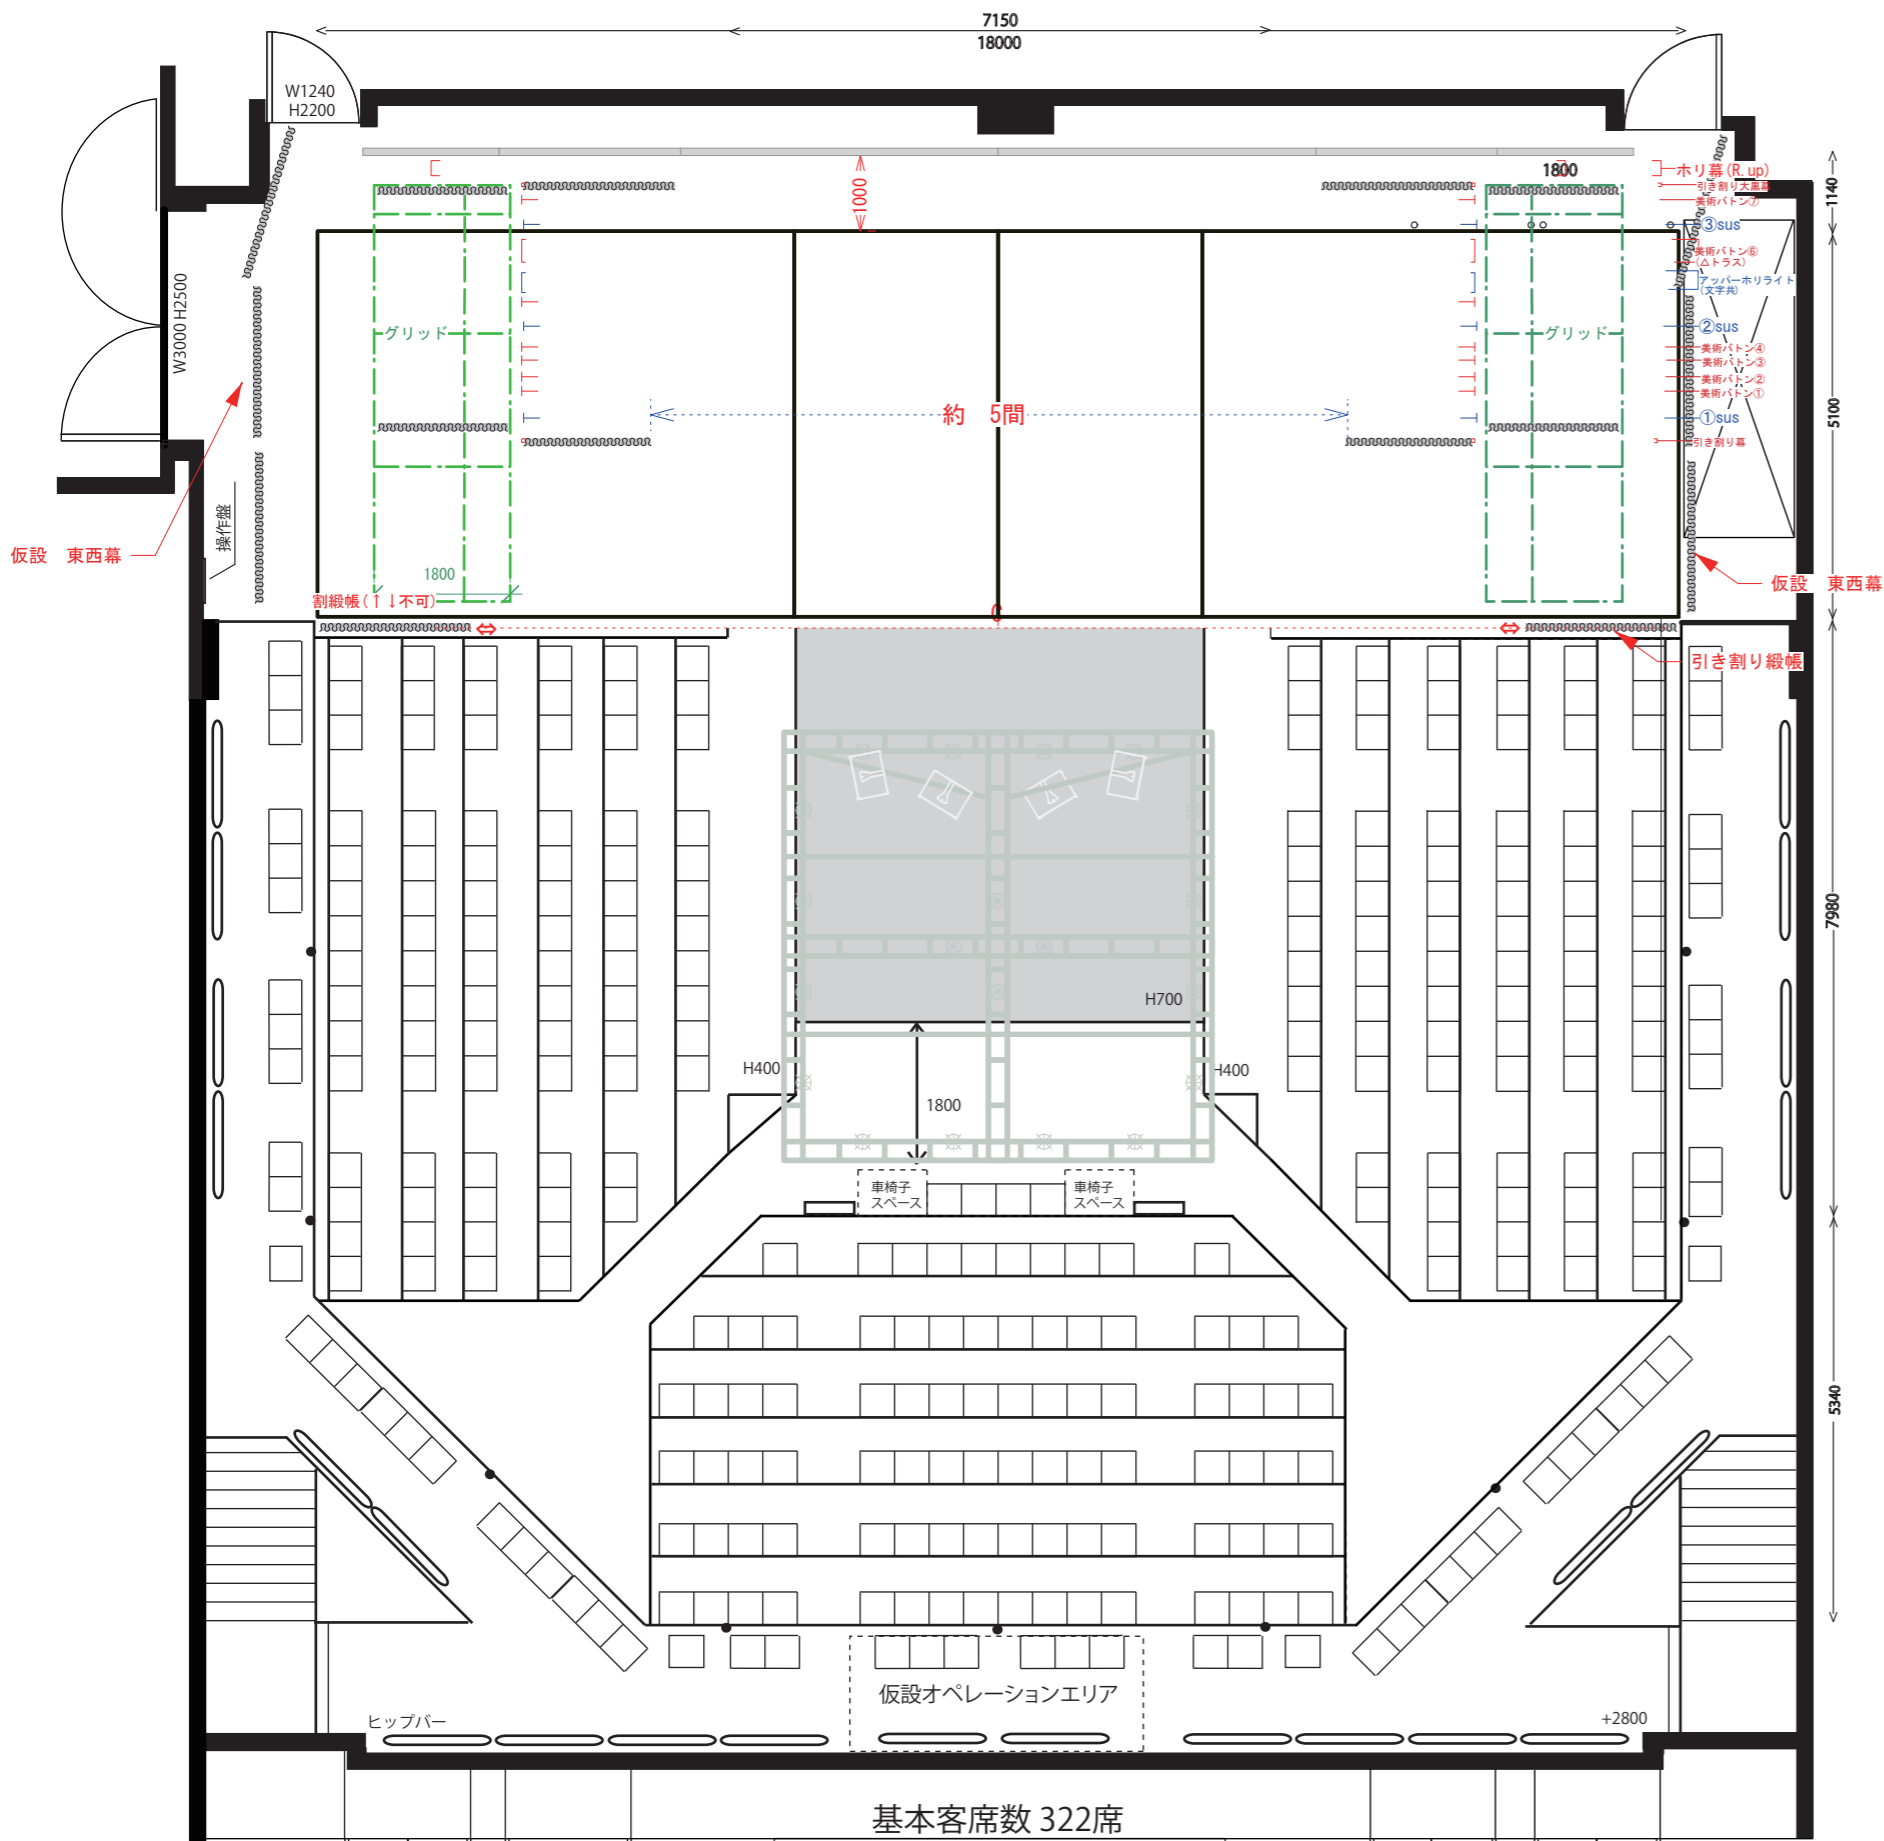 7150
18000
W1240
H2200
1800
ホリ幕(R.up)
引き割り大黒幕
美術バトン⑦
1000
1140
③sus
美術バトン⑥
(△トラス)
アッパーホリライト
(文字共)
W3000 H2500
グリッド
グリッド
②sus
美術バトン④
美術バトン③
美術バトン②
美術バトン①
約 5間
①sus
5100
引き割り幕
操作盤
仮設 東西幕
1800
仮設 東西幕
割緞帳(↑↓不可)
C
引き割り緞帳
7980
H700
H400
H400
1800
車椅子
スペース
車椅子
スペース
5340
仮設オペレーションエリア
ヒップバー
+2800
基本客席数 322席